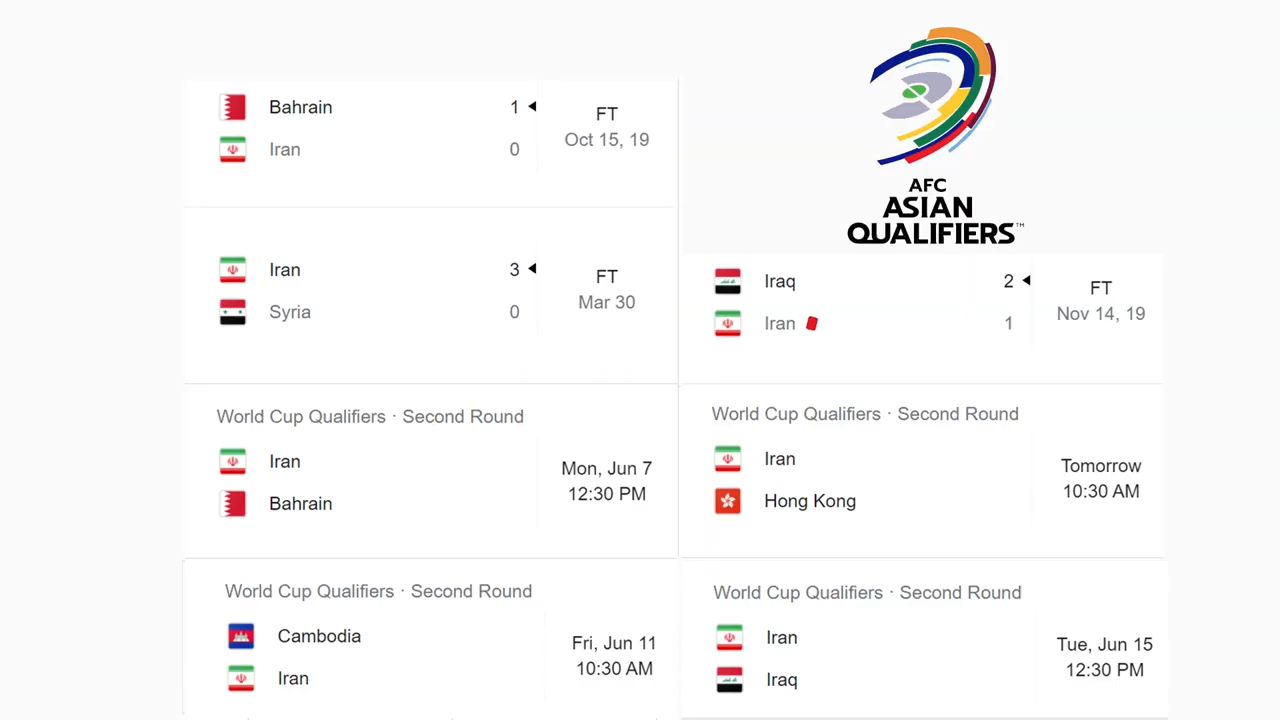 Bahrain 1
Iran 0
FT
Oct 15, 19
AFC
ASIAN
QUALIFIERS™
Iran 3
Syria 0
FT
Mar 30
Iraq 2
Iran 1
FT
Nov 14, 19
World Cup Qualifiers · Second Round
Iran
Bahrain
Mon, Jun 7
12:30 PM
World Cup Qualifiers · Second Round
Iran
Hong Kong
Tomorrow
10:30 AM
World Cup Qualifiers · Second Round
Cambodia
Iran
Fri, Jun 11
10:30 AM
World Cup Qualifiers · Second Round
Iran
Iraq
Tue, Jun 15
12:30 PM